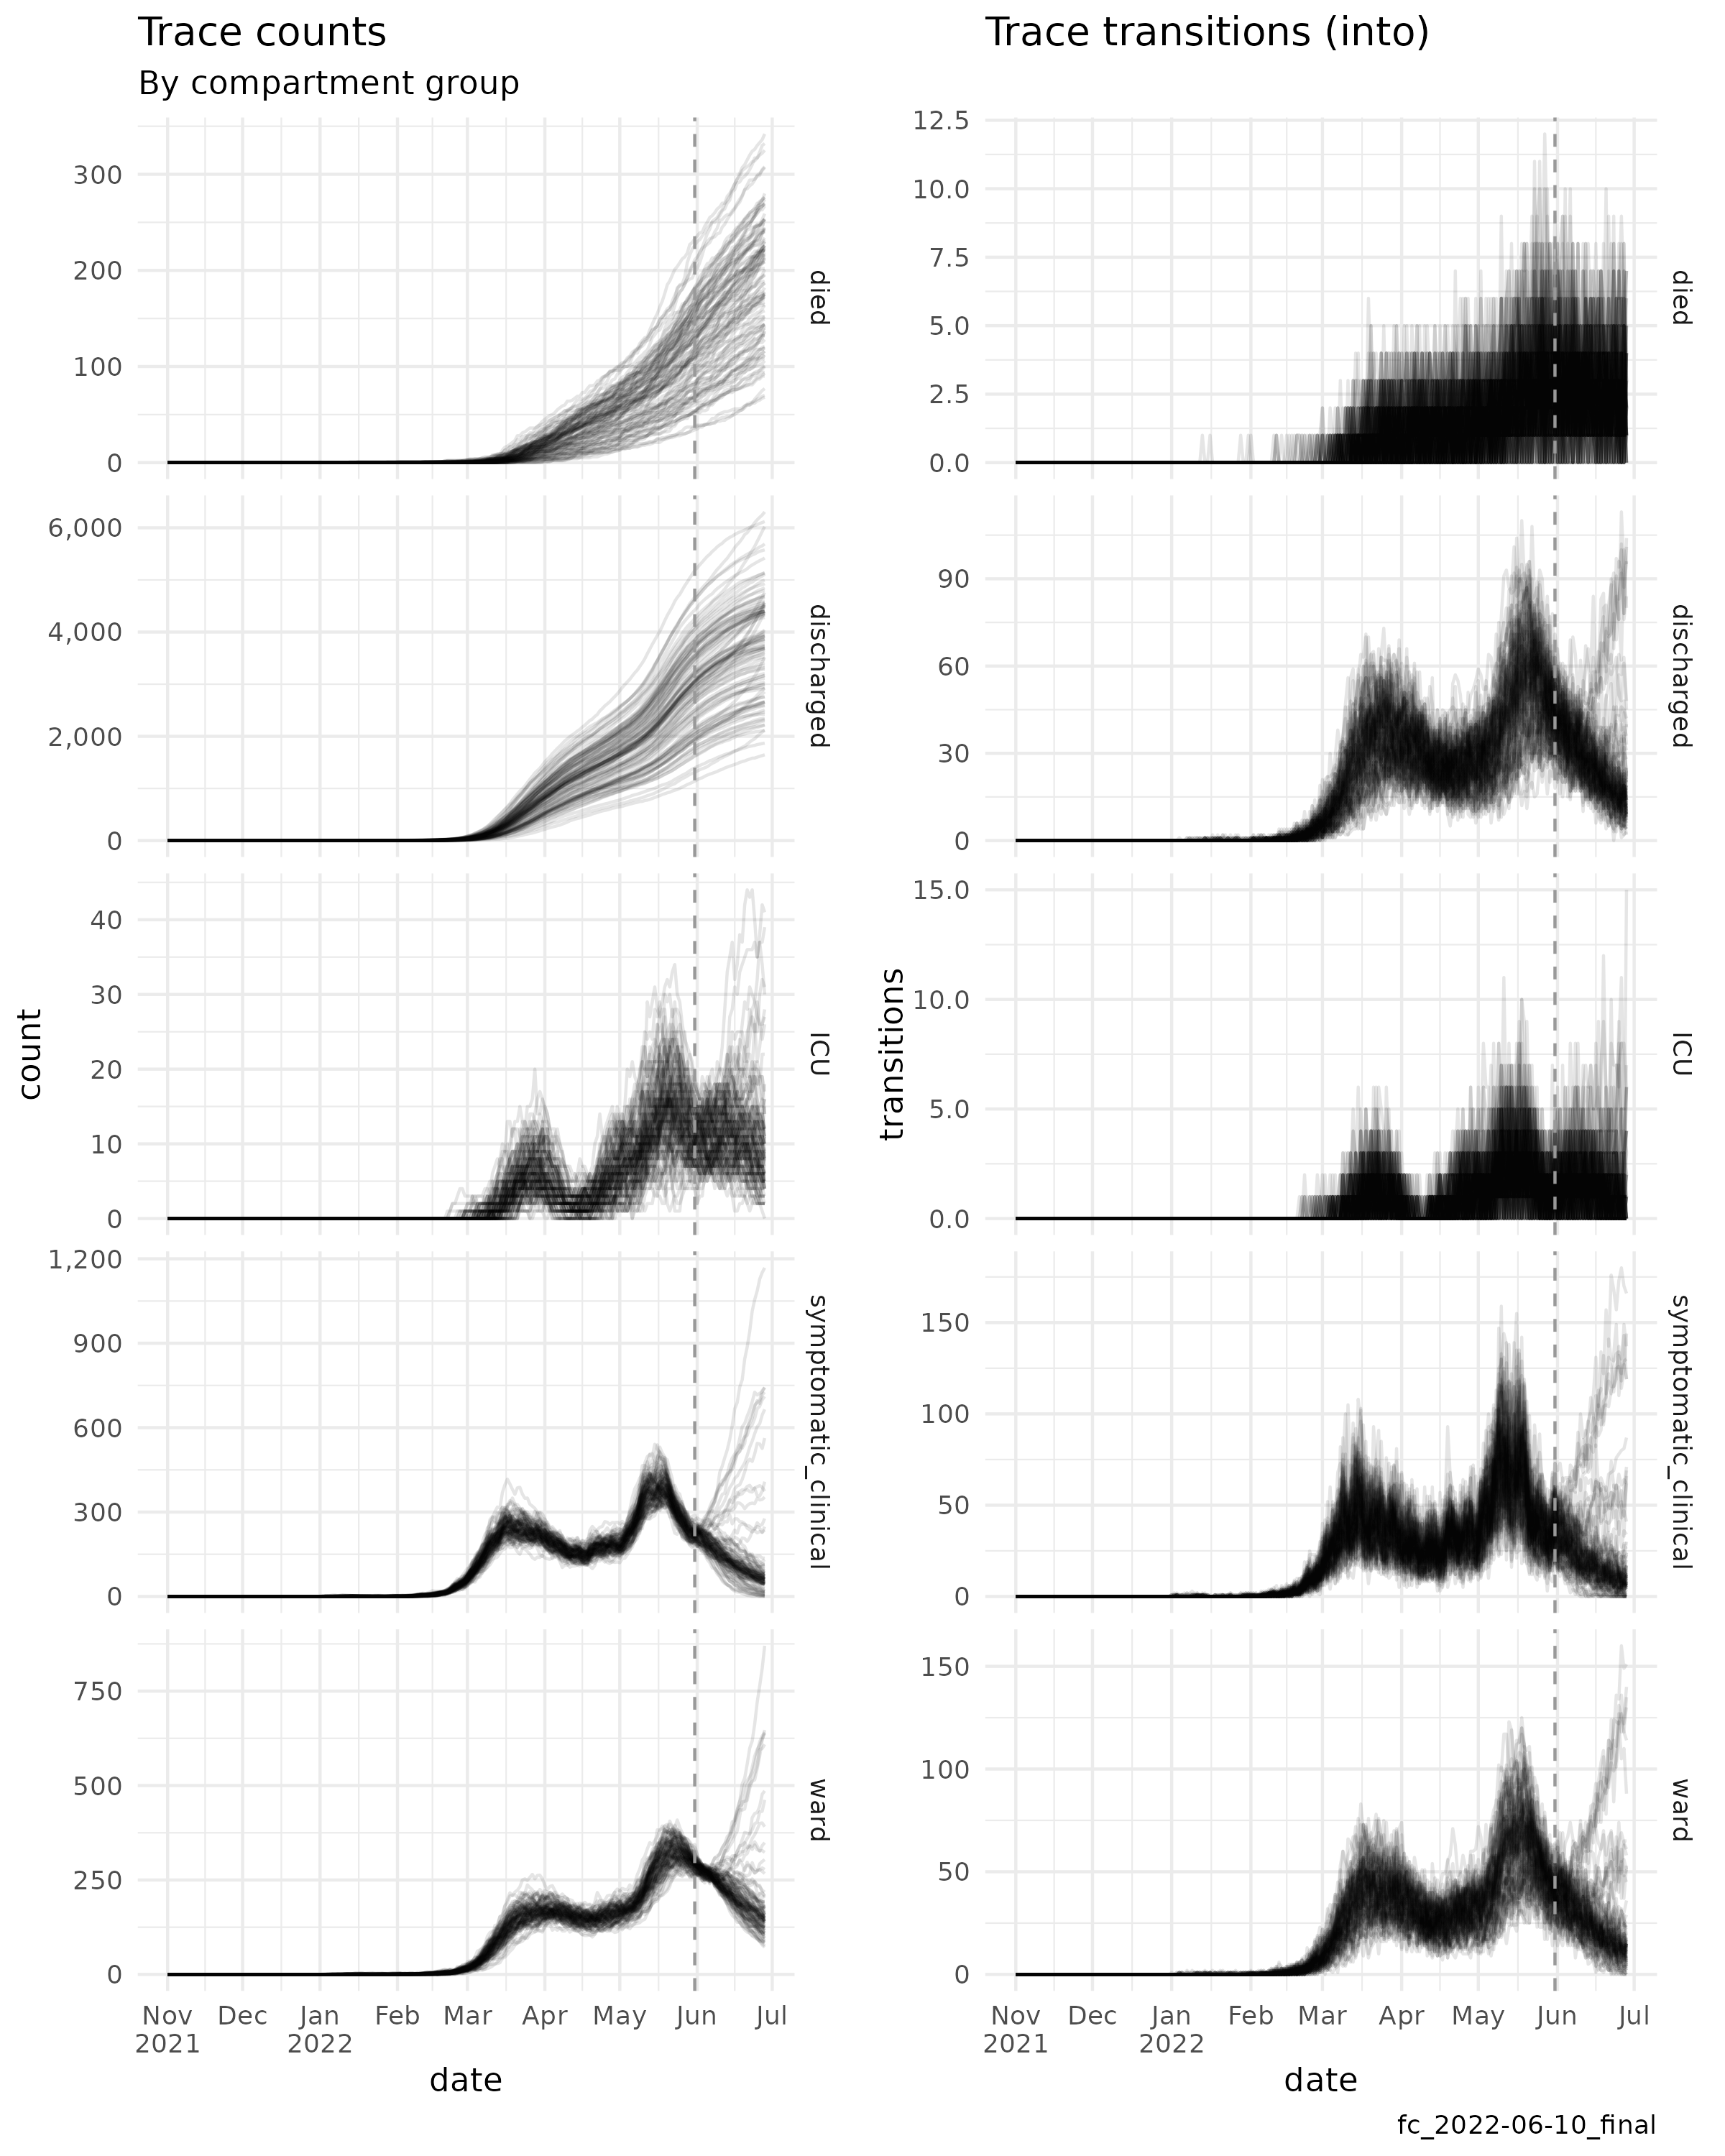 Trace counts
By compartment group
count
300
200
100
0
died
6,000
4,000
2,000
0
discharged
40
30
20
10
0
ICU
1,200
900
600
300
0
symptomatic_clinical
750
500
250
0
ward
Nov Dec Jan Feb Mar Apr May Jun Jul
2021 2022
date
Trace transitions (into)
transitions
12.5
10.0
7.5
5.0
2.5
0.0
died
90
60
30
0
discharged
15.0
10.0
5.0
0.0
ICU
150
100
50
0
symptomatic_clinical
150
100
50
0
ward
Nov Dec Jan Feb Mar Apr May Jun Jul
2021 2022
date
fc_2022-06-10_final